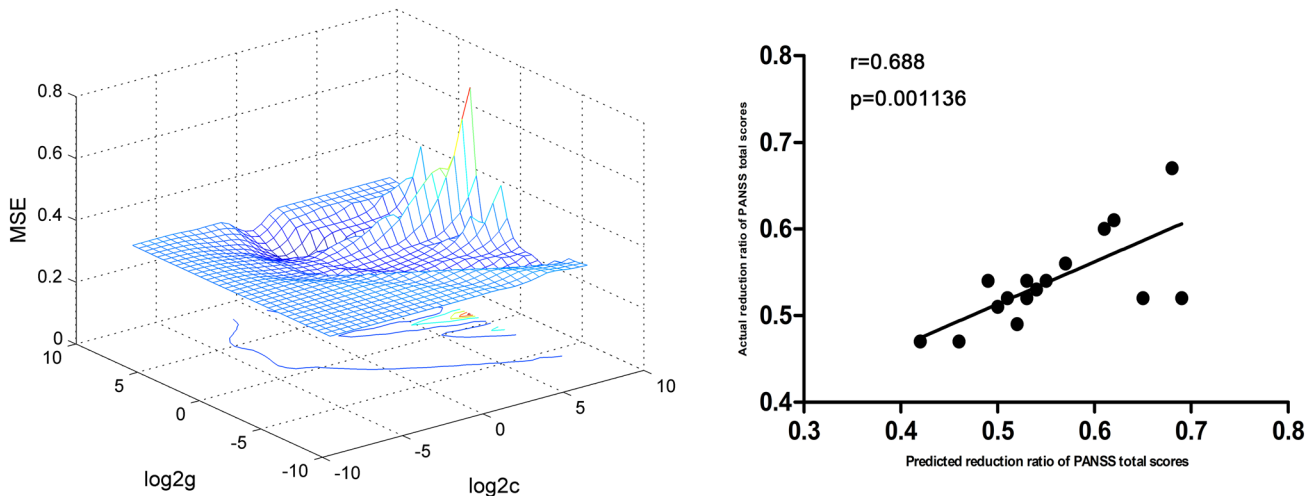 0.8
0.6
0.4
0.2
0
MSE
10
5
0
-5
-10
log2g
-10
-5
0
5
10
log2c
r=0.688
p=0.001136
0.8
0.7
0.6
0.5
0.4
Actual reduction ratio of PANSS total scores
0.3 0.4 0.5 0.6 0.7 0.8
Predicted reduction ratio of PANSS total scores